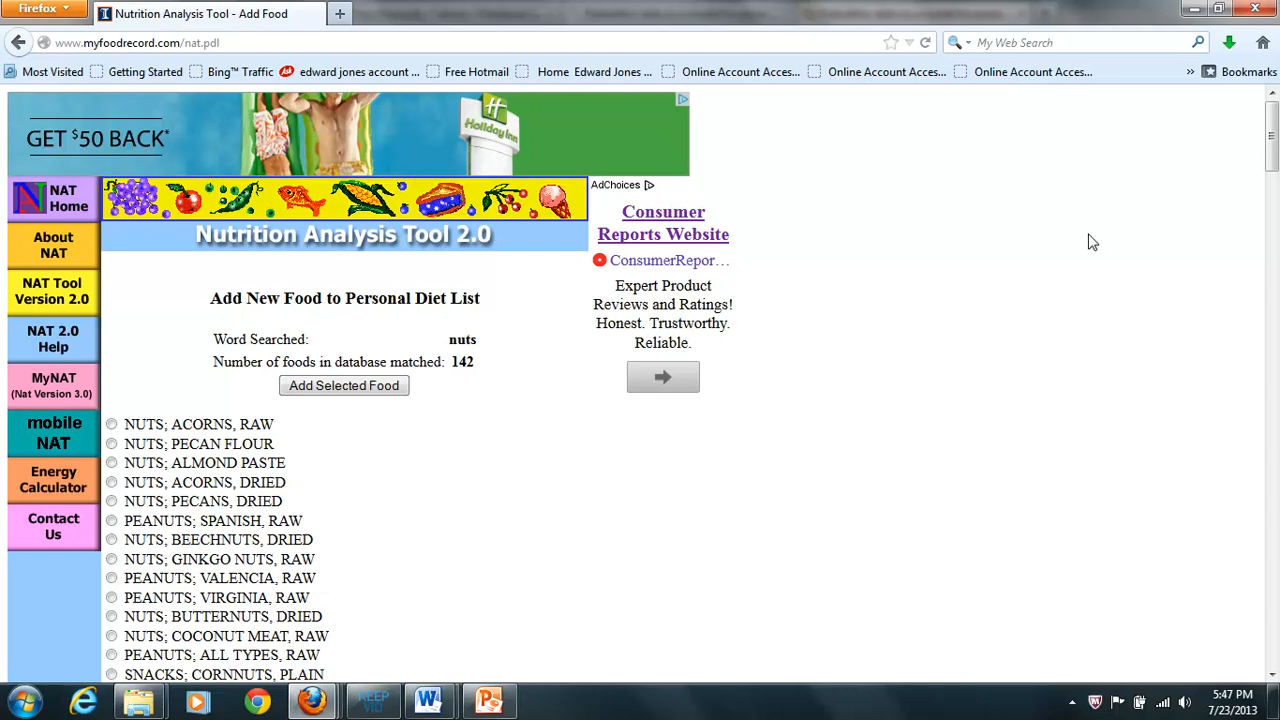 Firefox
Nutrition Analysis Tool - Add Food
www.myfoodrecord.com/nat.pdl
My Web Search
Most Visited
Getting Started
Bing™ Traffic
edward jones account ...
Free Hotmail
Home Edward Jones ...
Online Account Acces...
Online Account Acces...
Online Account Acces...
Bookmarks
GET $50 BACK*
Holiday Inn
NAT Home
About NAT
NAT Tool Version 2.0
NAT 2.0 Help
MyNAT
(Nat Version 3.0)
mobile NAT
Energy Calculator
Contact Us
Nutrition Analysis Tool 2.0
AdChoices
Consumer
Reports Website
ConsumerRepor...
Expert Product
Reviews and Ratings!
Honest. Trustworthy.
Reliable.
Add New Food to Personal Diet List
Word Searched: nuts
Number of foods in database matched: 142
Add Selected Food
NUTS; ACORNS, RAW
NUTS; PECAN FLOUR
NUTS; ALMOND PASTE
NUTS; ACORNS, DRIED
NUTS; PECANS, DRIED
PEANUTS; SPANISH, RAW
NUTS; BEECHNUTS, DRIED
NUTS; GINKGO NUTS, RAW
PEANUTS; VALENCIA, RAW
PEANUTS; VIRGINIA, RAW
NUTS; BUTTERNUTS, DRIED
NUTS; COCONUT MEAT, RAW
PEANUTS; ALL TYPES, RAW
SNACKS; CORNNUTS, PLAIN
KEEP
VID
5:47 PM
7/23/2013